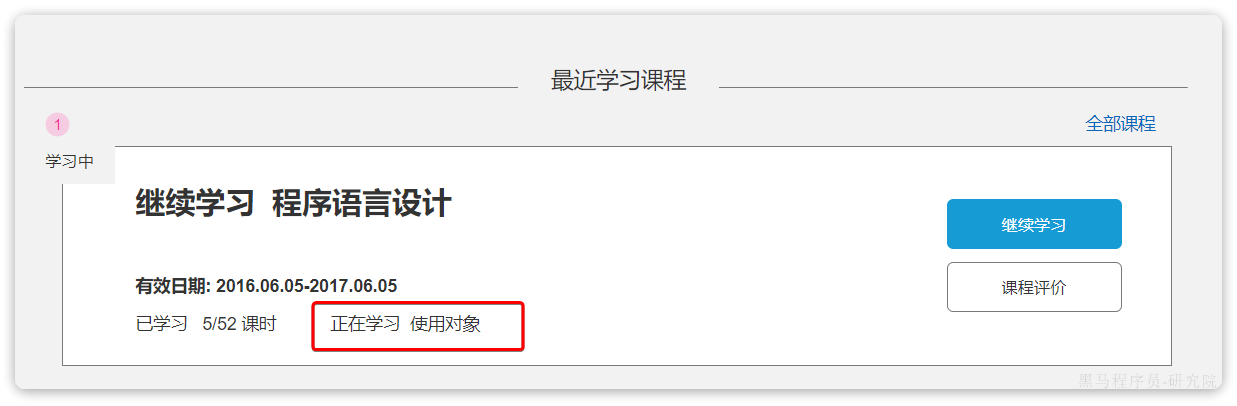 最近学习课程
1
全部课程
学习中
继续学习 程序语言设计
继续学习
有效日期: 2016.06.05-2017.06.05
课程评价
已学习 5/52 课时 正在学习 使用对象
黑马程序员-研究院